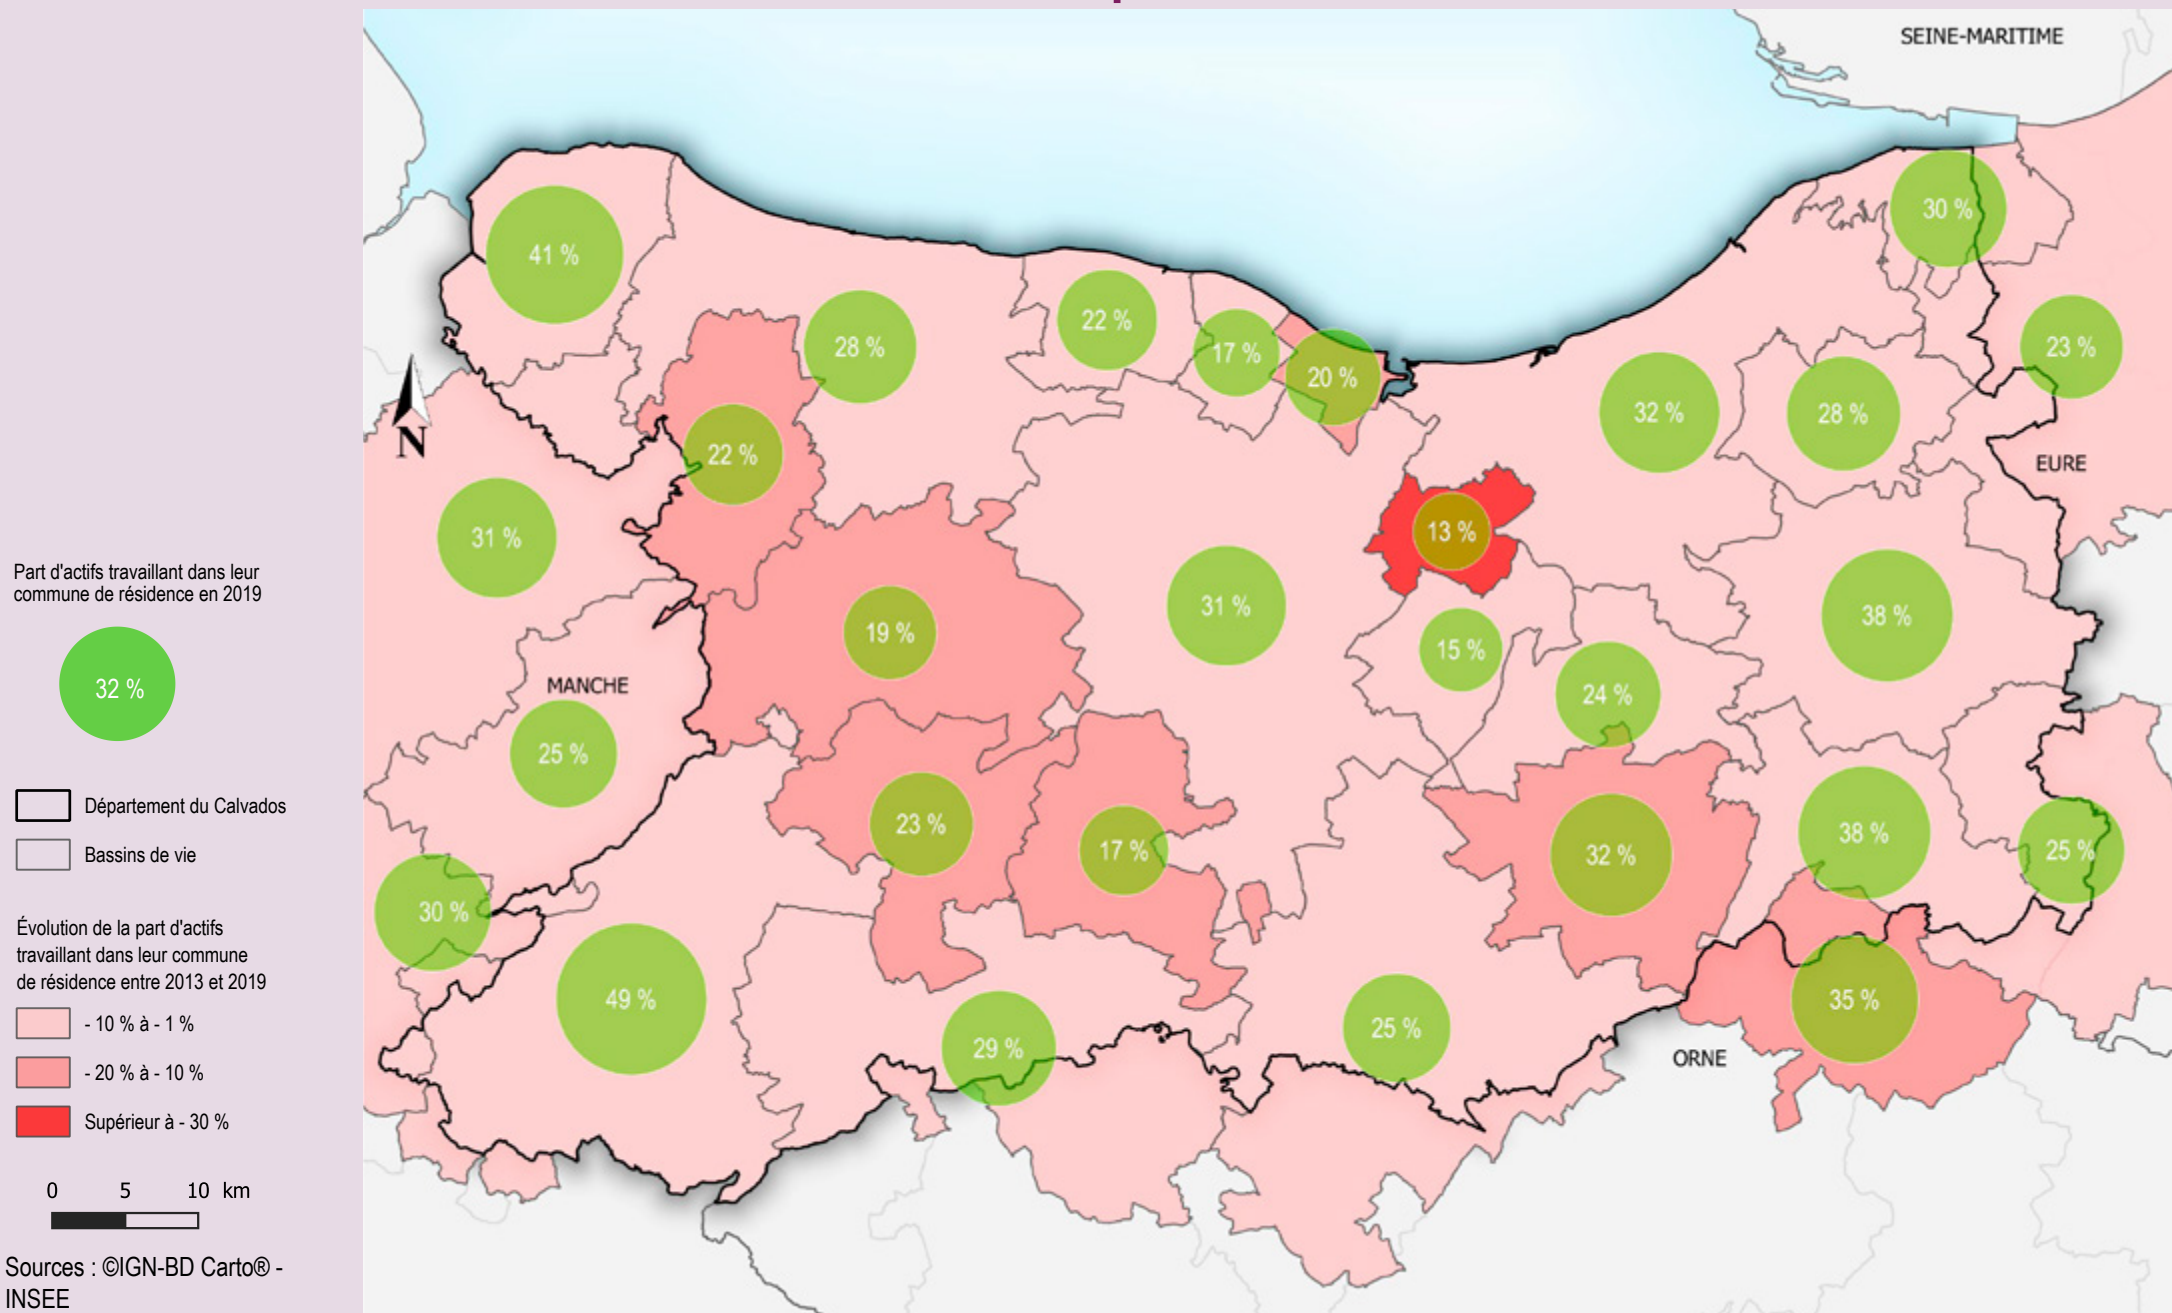 Part d'actifs travaillant dans leur
commune de résidence en 2019
32 %
Département du Calvados
Bassins de vie
Évolution de la part d'actifs
travaillant dans leur commune
de résidence entre 2013 et 2019
- 10 % à - 1 %
- 20 % à - 10 %
Supérieur à - 30 %
0 5 10 km
Sources : ©IGN-BD Carto® -
INSEE
SEINE-MARITIME
30 %
41 %
22 %
28 %
17 %
23 %
20 %
32 %
28 %
N
22 %
EURE
31 %
13 %
31 %
38 %
19 %
15 %
MANCHE
24 %
25 %
23 %
38 %
17 %
32 %
25 %
30 %
49 %
35 %
25 %
29 %
ORNE